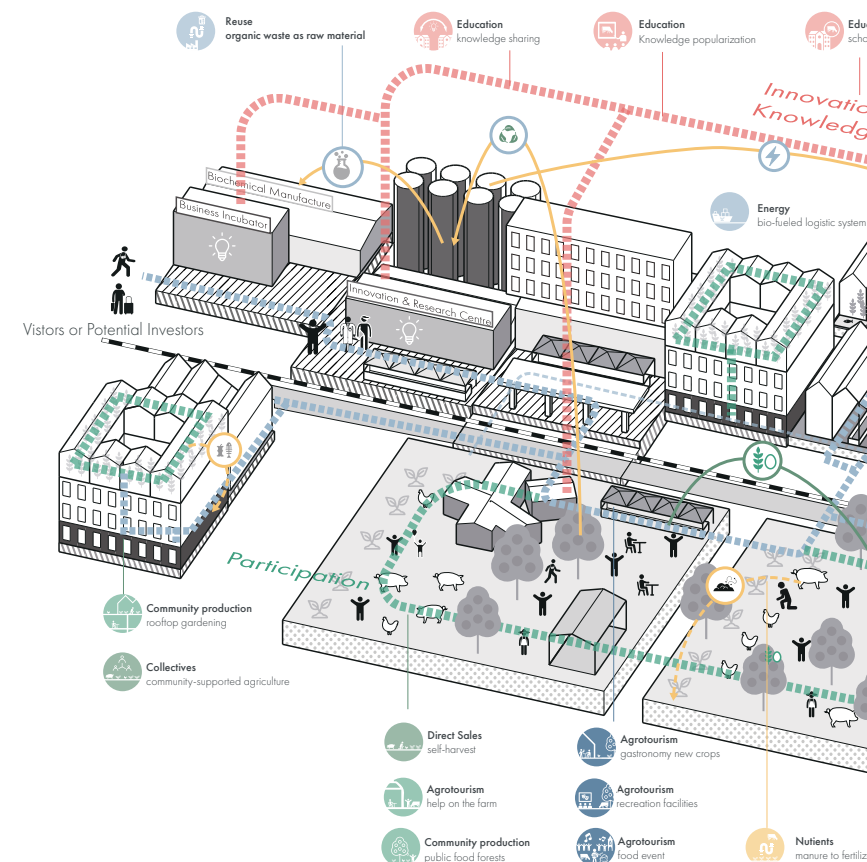 Reuse
organic waste as raw material
Education
knowledge sharing
Education
Knowledge popularization
Innovatio
Knowledg
Biochemical Manufacture
Business Incubator
Energy
bio-fueled logistic system
Innovation & Research Centre
Vistors or Potential Investors
Participation
Community production
rooftop gardening
Collectives
community-supported agriculture
Direct Sales
self-harvest
Agrotourism
gastronomy new crops
Agrotourism
help on the farm
Agrotourism
recreation facilities
Community production
public food forests
Agrotourism
food event
Nutients
manure to fertiliz